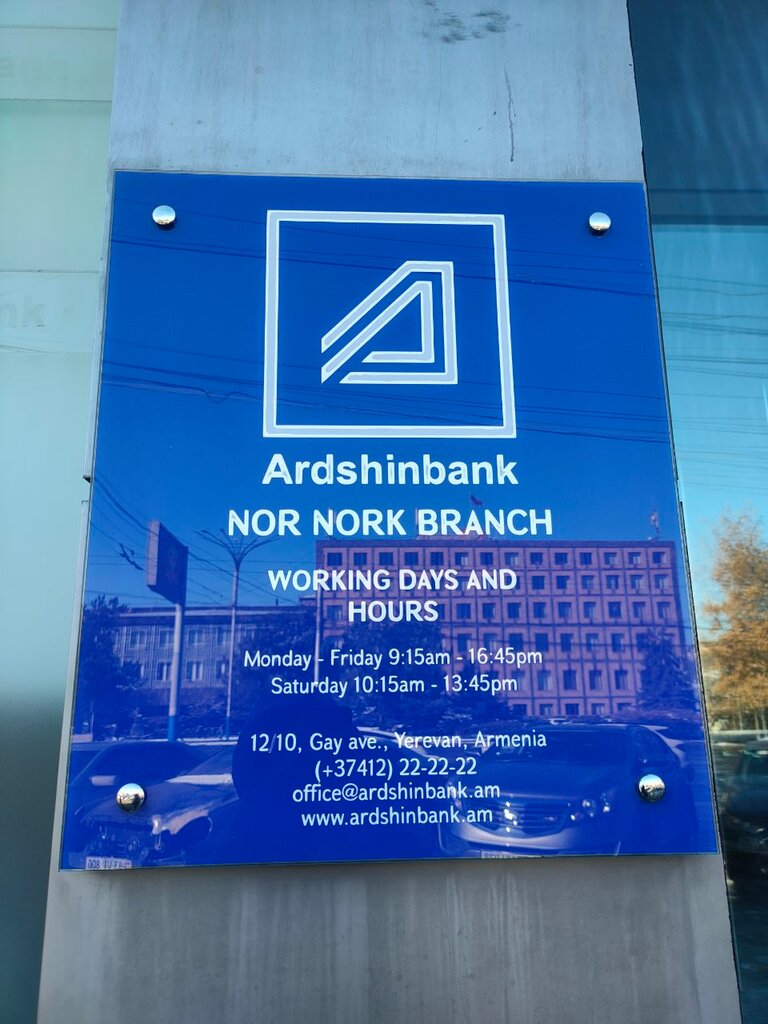 Ardshinbank
NOR NORK BRANCH
WORKING DAYS AND
HOURS
Monday - Friday 9:15am - 16:45pm
Saturday 10:15am - 13:45pm
12/10, Gay ave., Yerevan, Armenia
(+37412) 22-22-22
office@ardshinbank.am
www.ardshinbank.am
nk